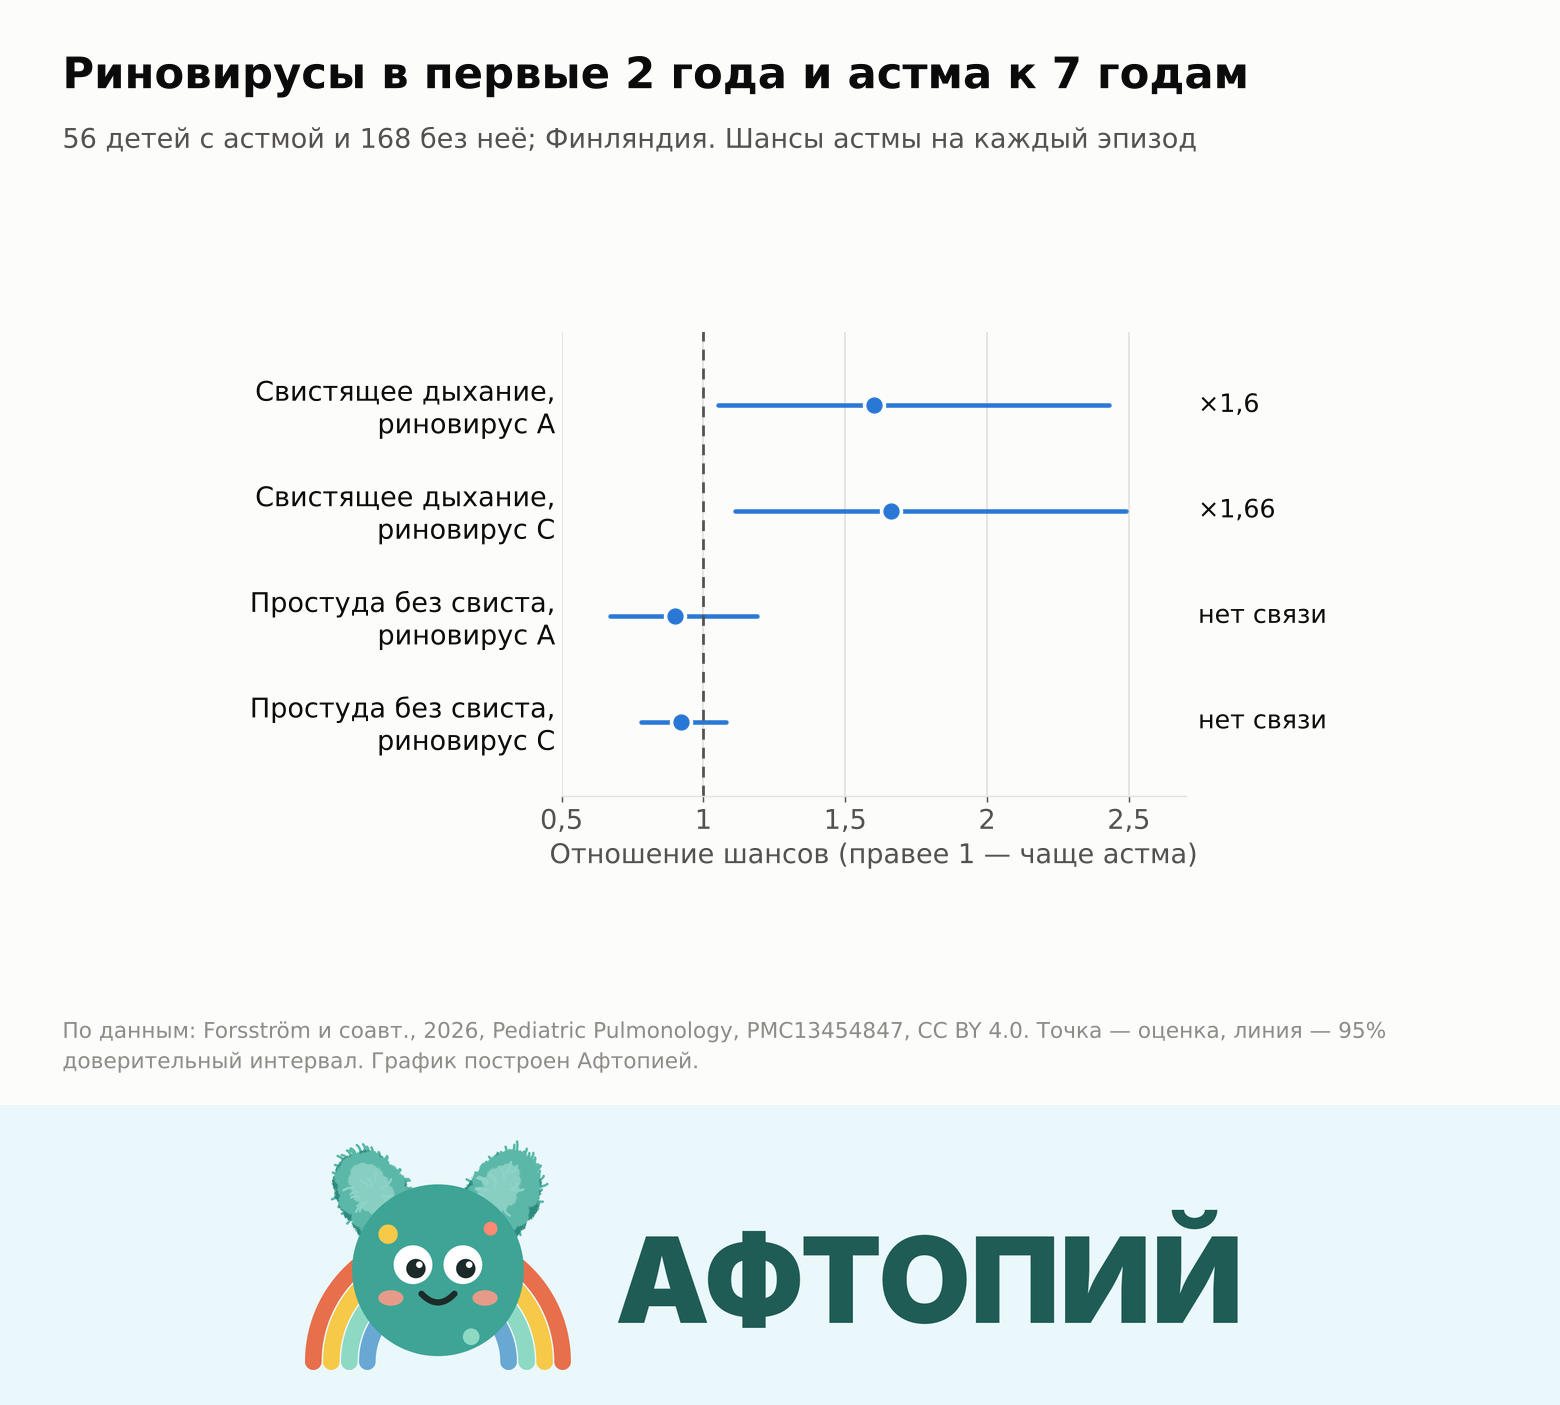 Риновирусы в первые 2 года и астма к 7 годам
56 детей с астмой и 168 без неё; Финляндия. Шансы астмы на каждый эпизод
Свистящее дыхание,
риновирус A
×1,6
Свистящее дыхание,
риновирус C
×1,66
Простуда без свиста,
риновирус A
нет связи
Простуда без свиста,
риновирус C
нет связи
0,5 1 1,5 2 2,5
Отношение шансов (правее 1 — чаще астма)
По данным: Forsström и соавт., 2026, Pediatric Pulmonology, PMC13454847, CC BY 4.0. Точка — оценка, линия — 95%
доверительный интервал. График построен Афтопией.
АФТОПИЙ